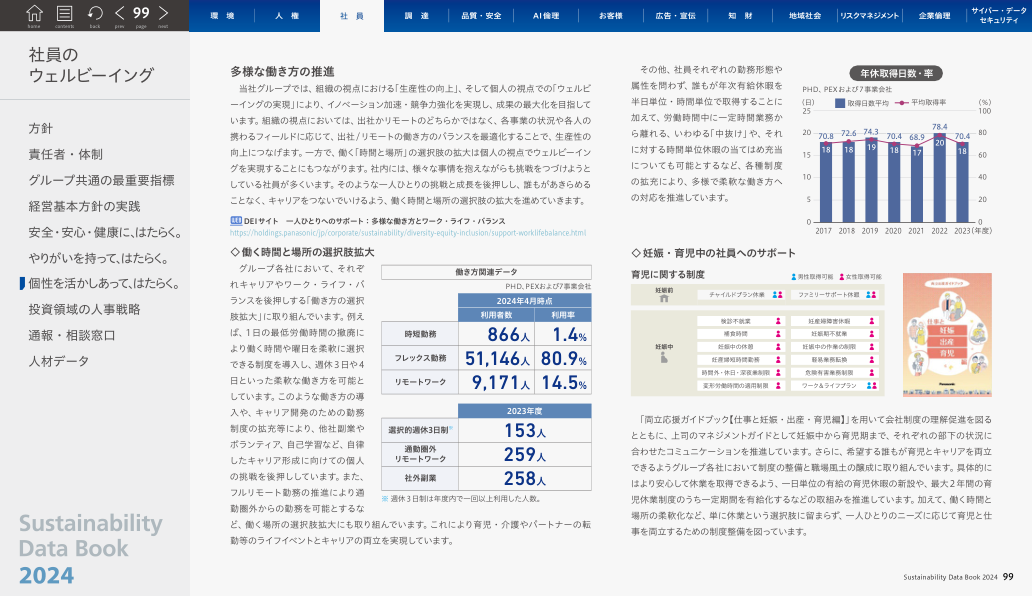 home contents back prev 99 page next
環　境　人　権　社　員　調　達　品質・安全　AI倫理　お客様　広告・宣伝　知　財　地域社会　リスクマネジメント　企業倫理　サイバー・データセキュリティ
社員の
ウェルビーイング
方針
責任者・体制
グループ共通の最重要指標
経営基本方針の実践
安全・安心・健康に、はたらく。
やりがいを持って、はたらく。
個性を活かしあって、はたらく。
投資領域の人事戦略
通報・相談窓口
人材データ
Sustainability
Data Book
2024
多様な働き方の推進
当社グループでは、組織の視点における「生産性の向上」、そして個人の視点での「ウェルビ
ーイングの実現」により、イノベーション加速・競争力強化を実現し、成果の最大化を目指して
います。組織の視点においては、出社かリモートのどちらかではなく、各事業の状況や各人の
携わるフィールドに応じて、出社/リモートの働き方のバランスを最適化することで、生産性の
向上につなげます。一方で、働く「時間と場所」の選択肢の拡大は個人の視点でウェルビーイン
グを実現することにもつながります。社内には、様々な事情を抱えながらも挑戦をつづけようと
している社員が多くいます。そのような一人ひとりの挑戦と成長を後押しし、誰もがあきらめる
ことなく、キャリアをつないでいけるよう、働く時間と場所の選択肢の拡大を進めていきます。
DEIサイト　一人ひとりへのサポート：多様な働き方とワーク・ライフ・バランス
https://holdings.panasonic/jp/corporate/sustainability/diversity-equity-inclusion/support-worklifebalance.html
◇働く時間と場所の選択肢拡大
グループ各社において、それぞ
れキャリアやワーク・ライフ・バ
ランスを後押しする「働き方の選択
肢拡大」に取り組んでいます。例え
ば、1日の最低労働時間の撤廃に
より働く時間や曜日を柔軟に選択
できる制度を導入し、週休3日や4
日といった柔軟な働き方を可能と
しています。このような働き方の導
入や、キャリア開発のための勤務
制度の拡充等により、他社副業や
ボランティア、自己学習など、自律
したキャリア形成に向けての個人
の挑戦を後押ししています。また、
フルリモート勤務の推進により通
勤圏外からの勤務を可能とするな
ど、働く場所の選択肢拡大にも取り組んでいます。これにより育児・介護やパートナーの転
勤等のライフイベントとキャリアの両立を実現しています。
働き方関連データ
PHD、PEXおよび7事業会社
2024年4月時点
利用者数　利用率
時短勤務　866人　1.4%
フレックス勤務　51,146人　80.9%
リモートワーク　9,171人　14.5%
2023年度
選択的週休3日制※　153人
通勤圏外
リモートワーク　259人
社外副業　258人
※ 週休3日制は年度内で一回以上利用した人数。
その他、社員それぞれの勤務形態や
属性を問わず、誰もが年次有給休暇を
半日単位・時間単位で取得することに
加えて、労働時間中に一定時間業務か
ら離れる、いわゆる「中抜け」や、それ
に対する時間単位休暇の当てはめ充当
についても可能とするなど、各種制度
の拡充により、多様で柔軟な働き方へ
の対応を推進しています。
年休取得日数・率
PHD、PEXおよび7事業会社
(日)　取得日数平均　平均取得率　(%)
25　100
20　80
15　60
10　40
5　20
0　0
70.8　72.6　74.3　70.4　68.9　78.4　70.4
18　18　19　18　17　20　18
2017　2018　2019　2020　2021　2022　2023(年度)
◇妊娠・育児中の社員へのサポート
育児に関する制度　男性取得可能　女性取得可能
妊娠前　チャイルドプラン休業　ファミリーサポート休暇
妊娠中
検診不就業　妊産婦障害休暇
補食時間　妊娠期不就業
妊娠中の休憩　妊娠中の作業の制限
妊産婦短時間勤務　軽易業務転換
時間外・休日・深夜業制限　危険有害業務制限
変形労働時間の適用制限　ワーク＆ライフプラン
仕事と
妊娠
出産
育児
Panasonic
「両立応援ガイドブック【仕事と妊娠・出産・育児編】」を用いて会社制度の理解促進を図る
とともに、上司のマネジメントガイドとして妊娠中から育児期まで、それぞれの部下の状況に
合わせたコミュニケーションを推進しています。さらに、希望する誰もが育児とキャリアを両立
できるようグループ各社において制度の整備と職場風土の醸成に取り組んでいます。具体的に
はより安心して休業を取得できるよう、一日単位の有給の育児休暇の新設や、最大2年間の育
児休業制度のうち一定期間を有給化するなどの取組みを推進しています。加えて、働く時間と
場所の柔軟化など、単に休業という選択肢に留まらず、一人ひとりのニーズに応じて育児と仕
事を両立するための制度整備を図っています。
Sustainability Data Book 2024　99